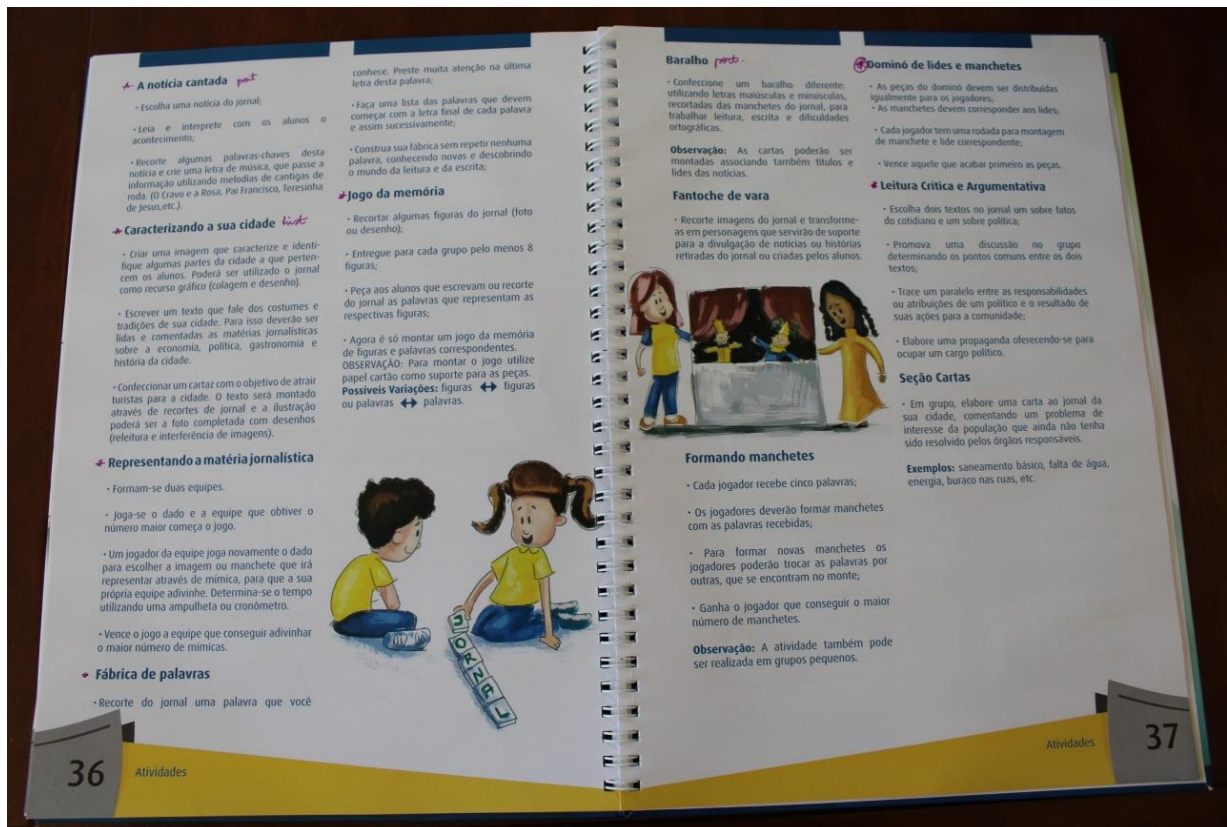 A notícia cantada port
• Escolha uma notícia do jornal;
• Leia e interprete com os alunos o
acontecimento;
• Recorte algumas palavras-chaves desta
notícia e crie uma letra de música, que passe a
informação utilizando melodias de cantigas de
roda. (O Cravo e a Rosa, Pai Francisco, Teresinha
de Jesus,etc.).
Caracterizando a sua cidade hist
• Criar uma imagem que caracterize e identi-
fique algumas partes da cidade a que perten-
cem os alunos. Poderá ser utilizado o jornal
como recurso gráfico (colagem e desenho).
• Escrever um texto que fale dos costumes e
tradições de sua cidade. Para isso deverão ser
lidas e comentadas as matérias jornalísticas
sobre a economia, política, gastronomia e
história da cidade.
• Confeccionar um cartaz com o objetivo de atrair
turistas para a cidade. O texto será montado
através de recortes de jornal e a ilustração
poderá ser a foto completada com desenhos
(releitura e interferência de imagens).
Representando a matéria jornalística
• Formam-se duas equipes.
• Joga-se o dado e a equipe que obtiver o
número maior começa o jogo.
• Um jogador da equipe joga novamente o dado
para escolher a imagem ou manchete que irá
representar através de mímica, para que a sua
própria equipe adivinhe. Determina-se o tempo
utilizando uma ampulheta ou cronômetro.
• Vence o jogo a equipe que conseguir adivinhar
o maior número de mímicas.
Fábrica de palavras
• Recorte do jornal uma palavra que você
conhece. Preste muita atenção na última
letra desta palavra;
• Faça uma lista das palavras que devem
começar com a letra final de cada palavra
e assim sucessivamente;
• Construa sua fábrica sem repetir nenhuma
palavra, conhecendo novas e descobrindo
o mundo da leitura e da escrita;
Jogo da memória
• Recortar algumas figuras do jornal (foto
ou desenho);
• Entregue para cada grupo pelo menos 8
figuras;
• Peça aos alunos que escrevam ou recorte
do jornal as palavras que representam as
respectivas figuras;
• Agora é só montar um jogo da memória
de figuras e palavras correspondentes.
OBSERVAÇÃO: Para montar o jogo utilize
papel cartão como suporte para as peças.
Possíveis Variações: figuras ↔ figuras
ou palavras ↔ palavras.
JORNAL
36
Atividades
Baralho port.
• Confeccione um baralho diferente:
utilizando letras maiúsculas e minúsculas,
recortadas das manchetes do jornal, para
trabalhar leitura, escrita e dificuldades
ortográficas.
Observação: As cartas poderão ser
montadas associando também títulos e
lides das notícias.
Fantoche de vara
• Recorte imagens do jornal e transforme-
as em personagens que servirão de suporte
para a divulgação de notícias ou histórias
retiradas do jornal ou criadas pelos alunos.
Formando manchetes
• Cada jogador recebe cinco palavras;
• Os jogadores deverão formar manchetes
com as palavras recebidas;
• Para formar novas manchetes os
jogadores poderão trocar as palavras por
outras, que se encontram no monte;
• Ganha o jogador que conseguir o maior
número de manchetes.
Observação: A atividade também pode
ser realizada em grupos pequenos.
Dominó de lides e manchetes
• As peças do dominó devem ser distribuídas
igualmente para os jogadores;
• As manchetes devem corresponder aos lides;
• Cada jogador tem uma rodada para montagem
de manchete e lide correspondente;
• Vence aquele que acabar primeiro as peças.
Leitura Crítica e Argumentativa
• Escolha dois textos no jornal um sobre fatos
do cotidiano e um sobre política;
• Promova uma discussão no grupo
determinando os pontos comuns entre os dois
textos;
• Trace um paralelo entre as responsabilidades
ou atribuições de um político e o resultado de
suas ações para a comunidade;
• Elabore uma propaganda oferecendo-se para
ocupar um cargo político.
Seção Cartas
• Em grupo, elabore uma carta ao jornal da
sua cidade, comentando um problema de
interesse da população que ainda não tenha
sido resolvido pelos órgãos responsáveis.
Exemplos: saneamento básico, falta de água,
energia, buraco nas ruas, etc.
Atividades
37